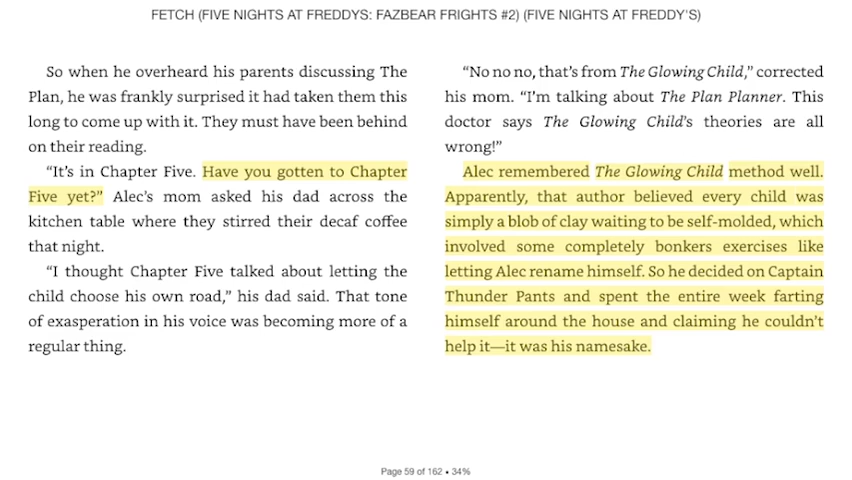 FETCH (FIVE NIGHTS AT FREDDYS: FAZBEAR FRIGHTS #2) (FIVE NIGHTS AT FREDDY'S)
So when he overheard his parents discussing The
Plan, he was frankly surprised it had taken them this
long to come up with it. They must have been behind
on their reading.
“It’s in Chapter Five. Have you gotten to Chapter
Five yet?” Alec’s mom asked his dad across the
kitchen table where they stirred their decaf coffee
that night.
“I thought Chapter Five talked about letting the
child choose his own road,” his dad said. That tone
of exasperation in his voice was becoming more of a
regular thing.
“No no no, that’s from The Glowing Child,” corrected
his mom. “I’m talking about The Plan Planner. This
doctor says The Glowing Child’s theories are all
wrong!”
Alec remembered The Glowing Child method well.
Apparently, that author believed every child was
simply a blob of clay waiting to be self-molded, which
involved some completely bonkers exercises like
letting Alec rename himself. So he decided on Captain
Thunder Pants and spent the entire week farting
himself around the house and claiming he couldn’t
help it—it was his namesake.
Page 59 of 162 • 34%